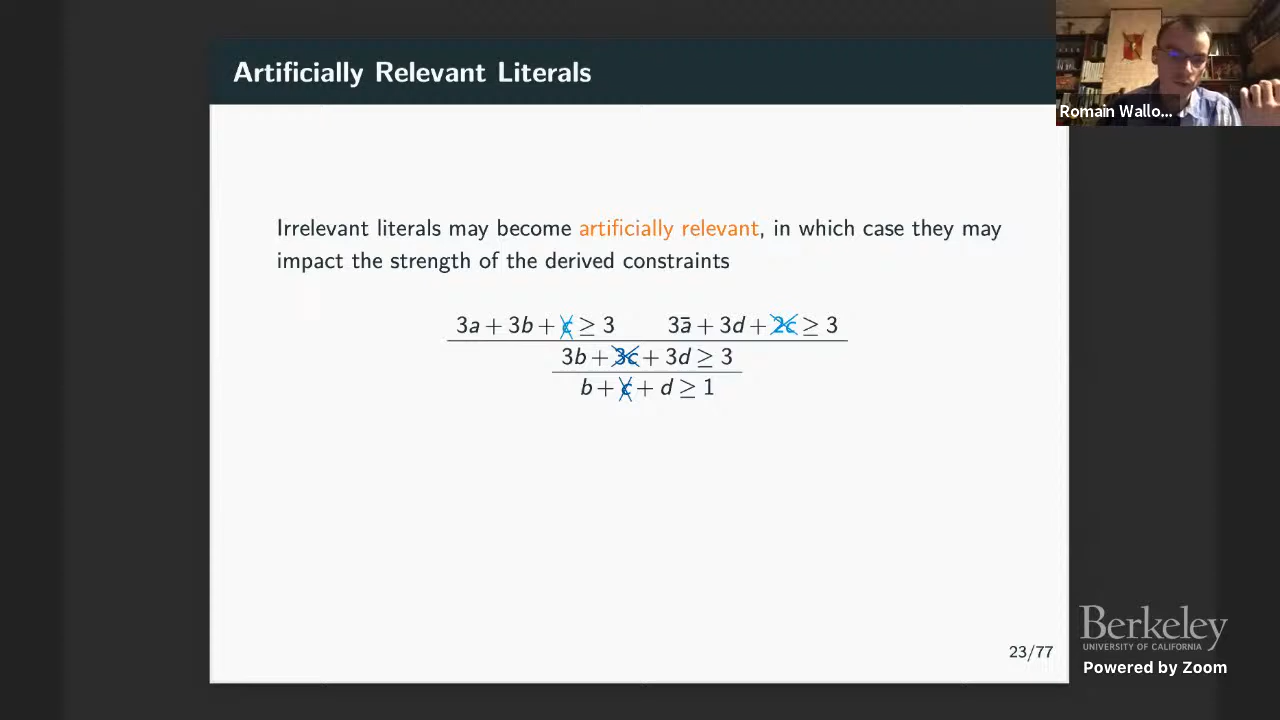 Artificially Relevant Literals
Romain Wallo...
Irrelevant literals may become artificially relevant, in which case they may
impact the strength of the derived constraints
3a + 3b + c ≥ 3 3ā + 3d + 2c ≥ 3
3b + 3c + 3d ≥ 3
b + c + d ≥ 1
23/77
Berkeley
UNIVERSITY OF CALIFORNIA
Powered by Zoom